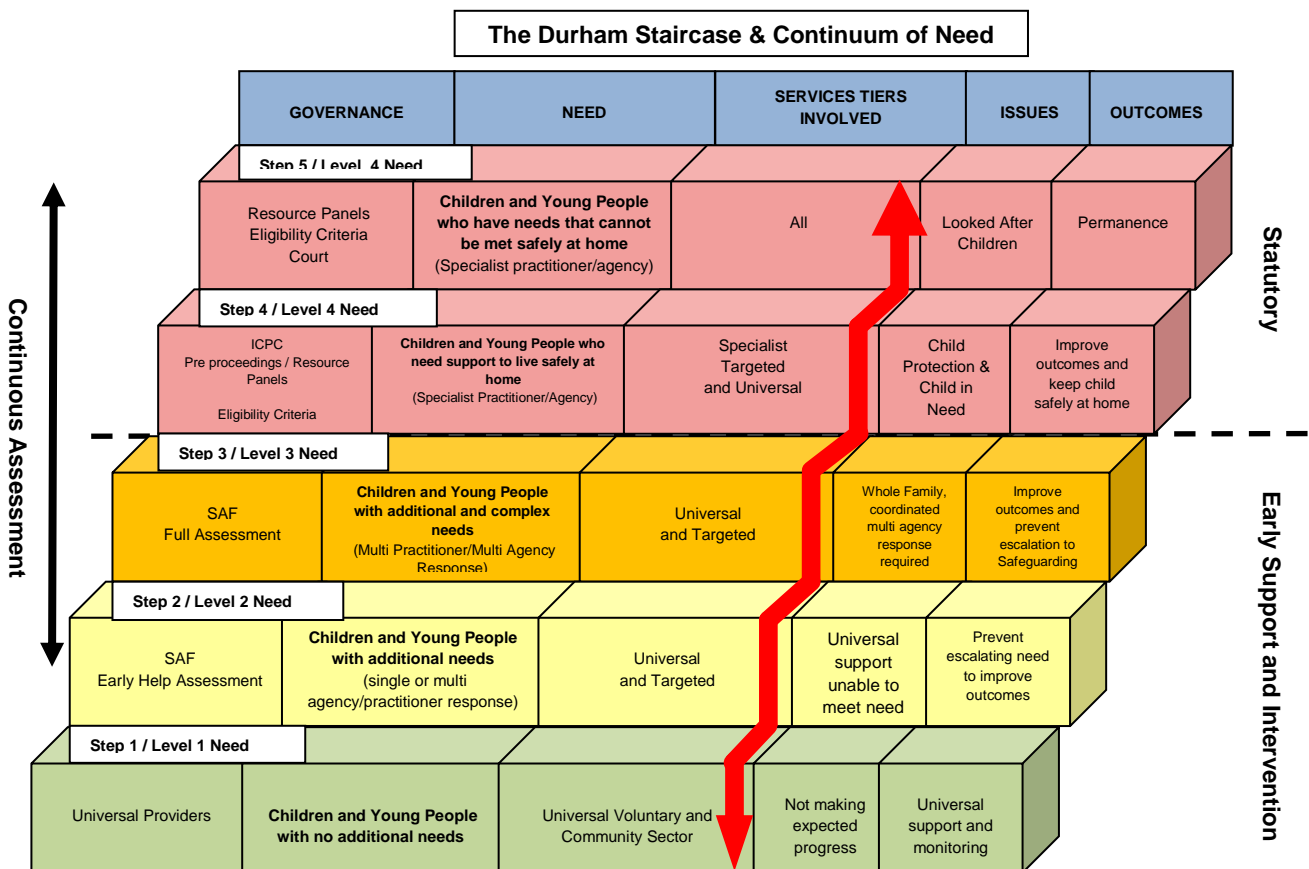 The Durham Staircase & Continuum of Need
GOVERNANCE
NEED
SERVICES TIERS
INVOLVED
ISSUES
OUTCOMES
Step 5 / Level 4 Need
Resource Panels
Eligibility Criteria
Court
Children and Young People
who have needs that cannot
be met safely at home
(Specialist practitioner/agency)
All
Looked After
Children
Permanence
Step 4 / Level 4 Need
ICPC
Pre proceedings / Resource
Panels
Eligibility Criteria
Children and Young People who
need support to live safely at
home
(Specialist Practitioner/Agency)
Specialist
Targeted
and Universal
Child
Protection &
Child in
Need
Improve
outcomes and
keep child
safely at home
Step 3 / Level 3 Need
SAF
Full Assessment
Children and Young People
with additional and complex
needs
(Multi Practitioner/Multi Agency
Response)
Universal
and Targeted
Whole Family,
coordinated
multi agency
response
required
Improve
outcomes and
prevent
escalation to
Safeguarding
Step 2 / Level 2 Need
SAF
Early Help Assessment
Children and Young People
with additional needs
(single or multi
agency/practitioner response)
Universal
and Targeted
Universal
support
unable to
meet need
Prevent
escalating need
to improve
outcomes
Step 1 / Level 1 Need
Universal Providers
Children and Young People
with no additional needs
Universal Voluntary and
Community Sector
Not making
expected
progress
Universal
support and
monitoring
Continuous Assessment
Statutory
Early Support and Intervention